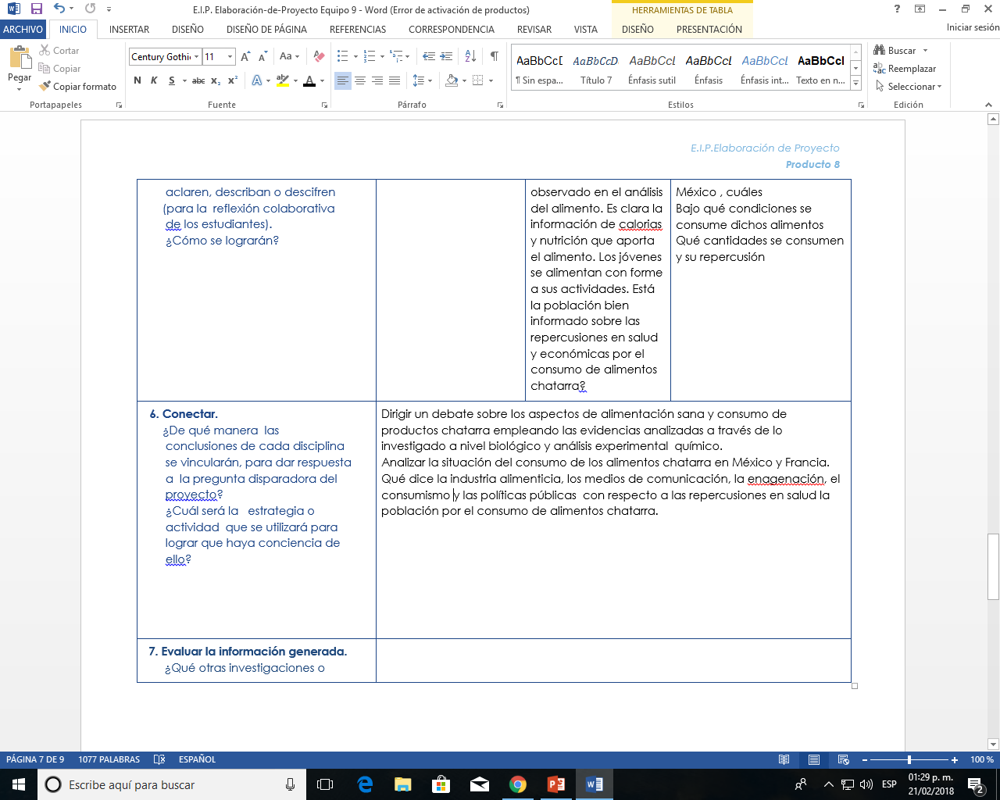 E.I.P. Elaboración-de-Proyecto Equipo 9 - Word (Error de activación de productos)
HERRAMIENTAS DE TABLA
ARCHIVO INICIO INSERTAR DISEÑO DISEÑO DE PÁGINA REFERENCIAS CORRESPONDENCIA REVISAR VISTA DISEÑO PRESENTACIÓN Iniciar sesión
Pegar
Cortar
Copiar
Copiar formato
Portapapeles
Century Gothi 11
N K S abc x₂ x²
Fuente
Párrafo
AaBbCcD AaBbCcD AaBbCcL AaBbCcL AaBbCcL AaBbCcI
¶ Sin espa... Título 7 Énfasis sutil Énfasis Énfasis int... Texto en n...
Estilos
Buscar
Reemplazar
Seleccionar
Edición
E.I.P.Elaboración de Proyecto
Producto 8
aclaren, describan o descifren
(para la reflexión colaborativa
de los estudiantes).
¿Cómo se lograrán?
observado en el análisis
del alimento. Es clara la
información de calorias
y nutrición que aporta
el alimento. Los jóvenes
se alimentan con forme
a sus actividades. Está
la población bien
informado sobre las
repercusiones en salud
y económicas por el
consumo de alimentos
chatarra?
México , cuáles
Bajo qué condiciones se
consume dichos alimentos
Qué cantidades se consumen
y su repercusión
6. Conectar.
¿De qué manera las
conclusiones de cada disciplina
se vincularán, para dar respuesta
a la pregunta disparadora del
proyecto?
¿Cuál será la estrategia o
actividad que se utilizará para
lograr que haya conciencia de
ello?
Dirigir un debate sobre los aspectos de alimentación sana y consumo de
productos chatarra empleando las evidencias analizadas a través de lo
investigado a nivel biológico y análisis experimental químico.
Analizar la situación del consumo de los alimentos chatarra en México y Francia.
Qué dice la industria alimenticia, los medios de comunicación, la enagenación, el
consumismo y las políticas públicas con respecto a las repercusiones en salud la
población por el consumo de alimentos chatarra.
7. Evaluar la información generada.
¿Qué otras investigaciones o
PÁGINA 7 DE 9 1077 PALABRAS ESPAÑOL 100 %
Escribe aquí para buscar
ESP
01:29 p. m.
21/02/2018
2